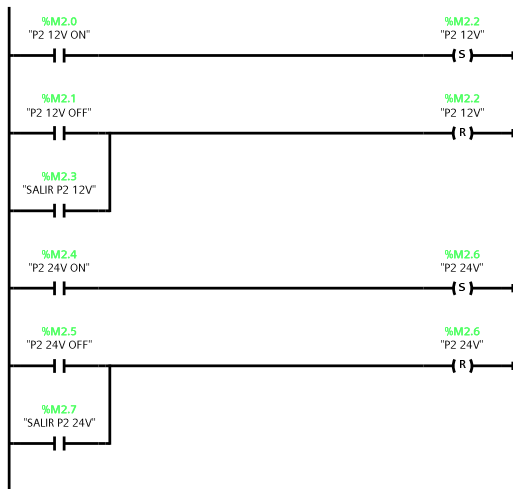 %M2.0 %M2.2
"P2 12V ON" "P2 12V"
S
%M2.1 %M2.2
"P2 12V OFF" "P2 12V"
R
%M2.3
"SALIR P2 12V"
%M2.4 %M2.6
"P2 24V ON" "P2 24V"
S
%M2.5 %M2.6
"P2 24V OFF" "P2 24V"
R
%M2.7
"SALIR P2 24V"